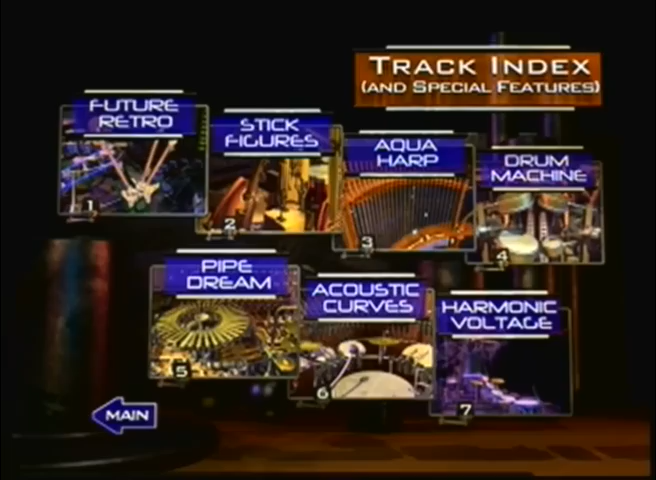 TRACK INDEX
(AND SPECIAL FEATURES)
FUTURE
RETRO
1
STICK
FIGURES
2
AQUA
HARP
3
DRUM
MACHINE
4
PIPE
DREAM
5
ACOUSTIC
CURVES
6
HARMONIC
VOLTAGE
7
MAIN